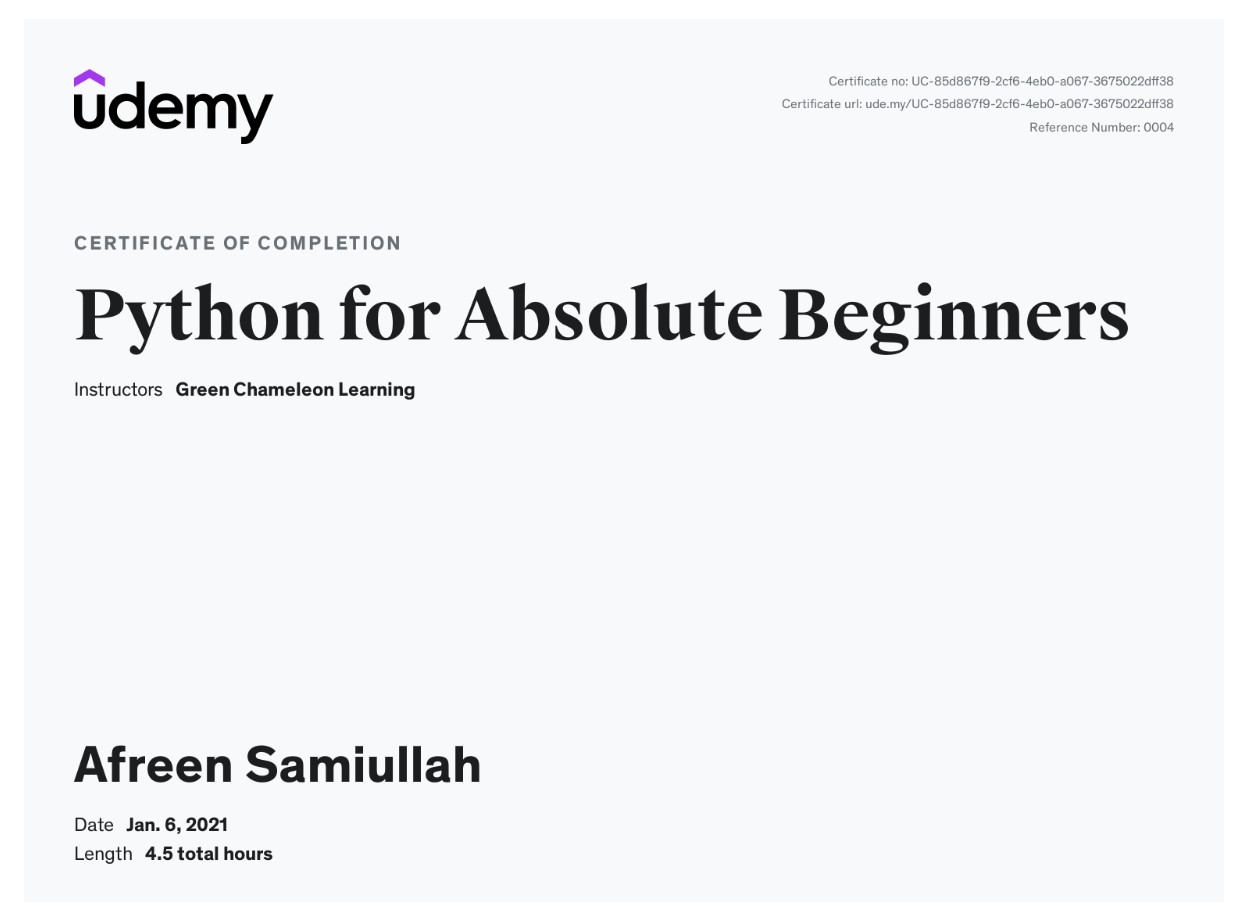 udemy
Certificate no: UC-85d867f9-2cf6-4eb0-a067-3675022dff38
Certificate url: ude.my/UC-85d867f9-2cf6-4eb0-a067-3675022dff38
Reference Number: 0004
CERTIFICATE OF COMPLETION
Python for Absolute Beginners
Instructors Green Chameleon Learning
Afreen Samiullah
Date Jan. 6, 2021
Length 4.5 total hours